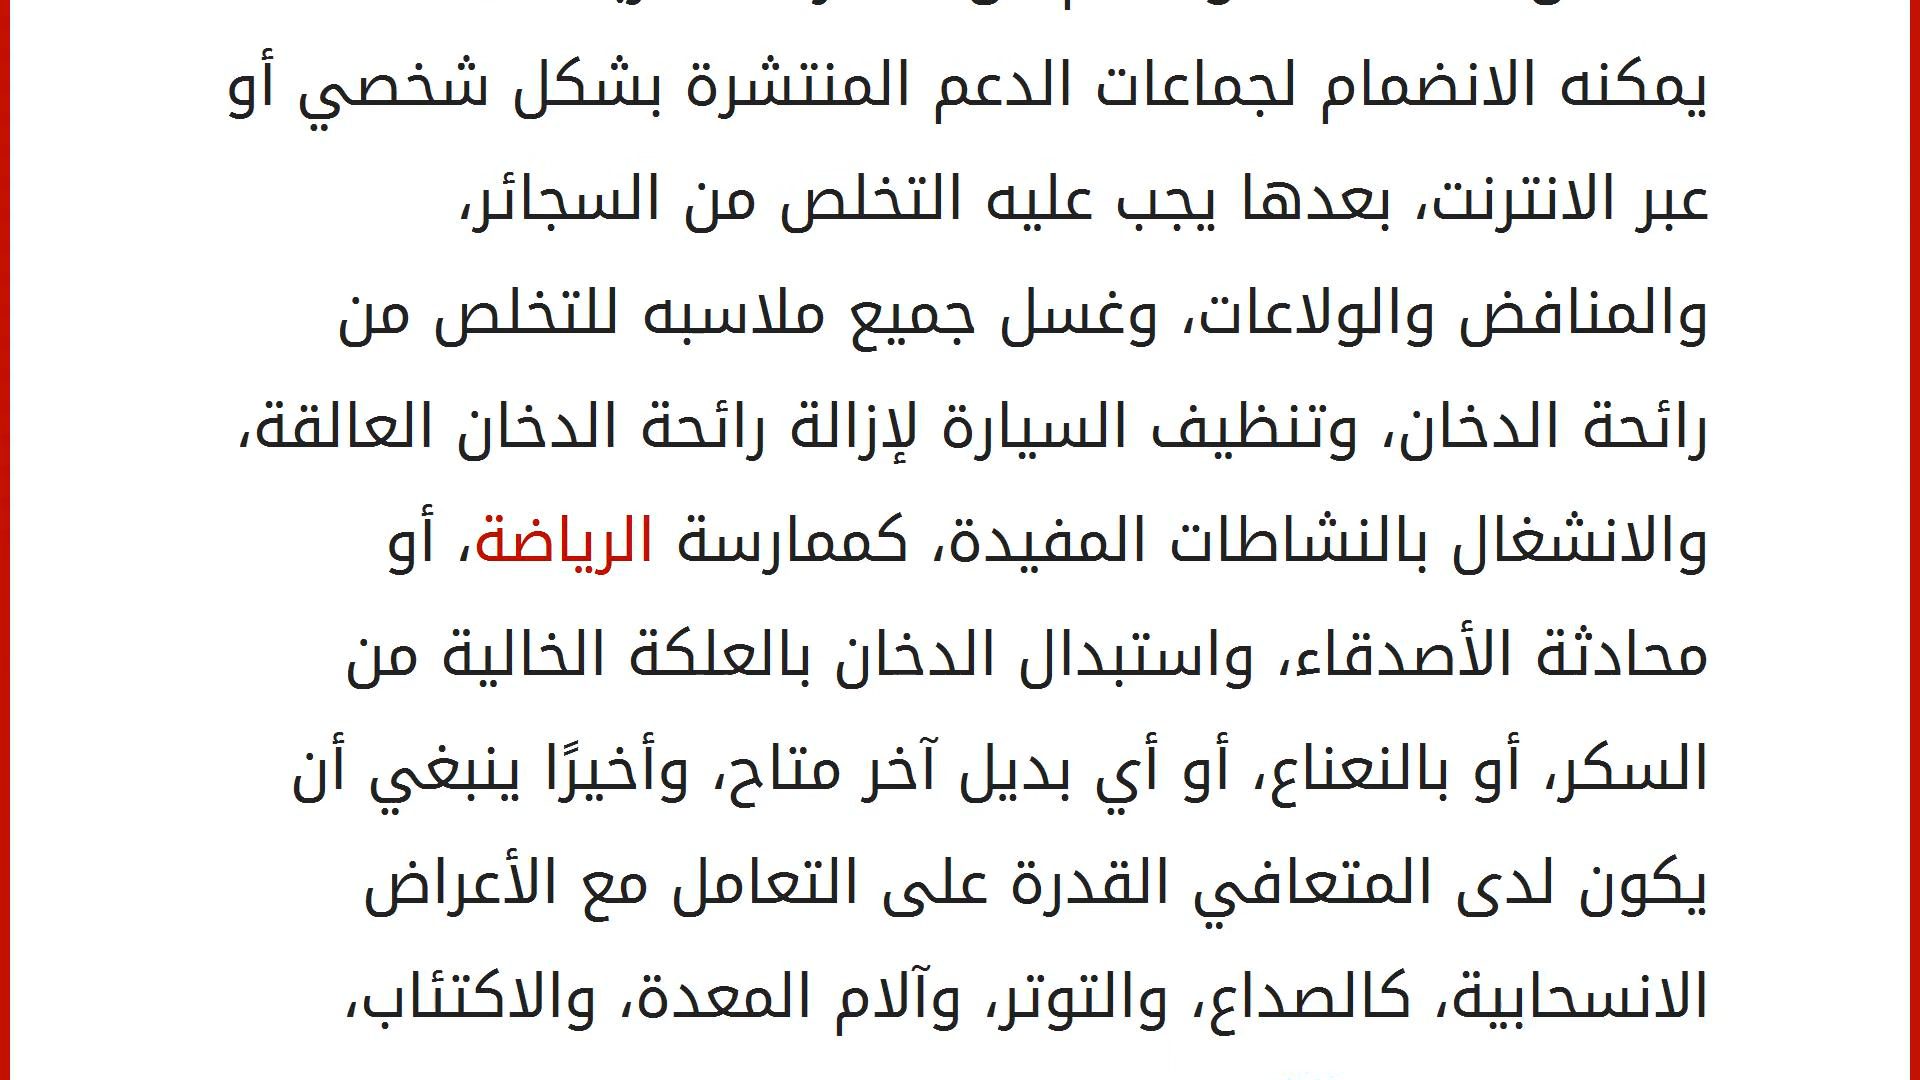 يمكنه الانضمام لجماعات الدعم المنتشرة بشكل شخصي أو
عبر الانترنت، بعدها يجب عليه التخلص من السجائر،
والمنافض والولاعات، وغسل جميع ملاسبه للتخلص من
رائحة الدخان، وتنظيف السيارة لإزالة رائحة الدخان العالقة،
والانشغال بالنشاطات المفيدة، كممارسة الرياضة، أو
محادثة الأصدقاء، واستبدال الدخان بالعلكة الخالية من
السكر، أو بالنعناع، أو أي بديل آخر متاح، وأخيرًا ينبغي أن
يكون لدى المتعافي القدرة على التعامل مع الأعراض
الانسحابية، كالصداع، والتوتر، وآلام المعدة، والاكتئاب،